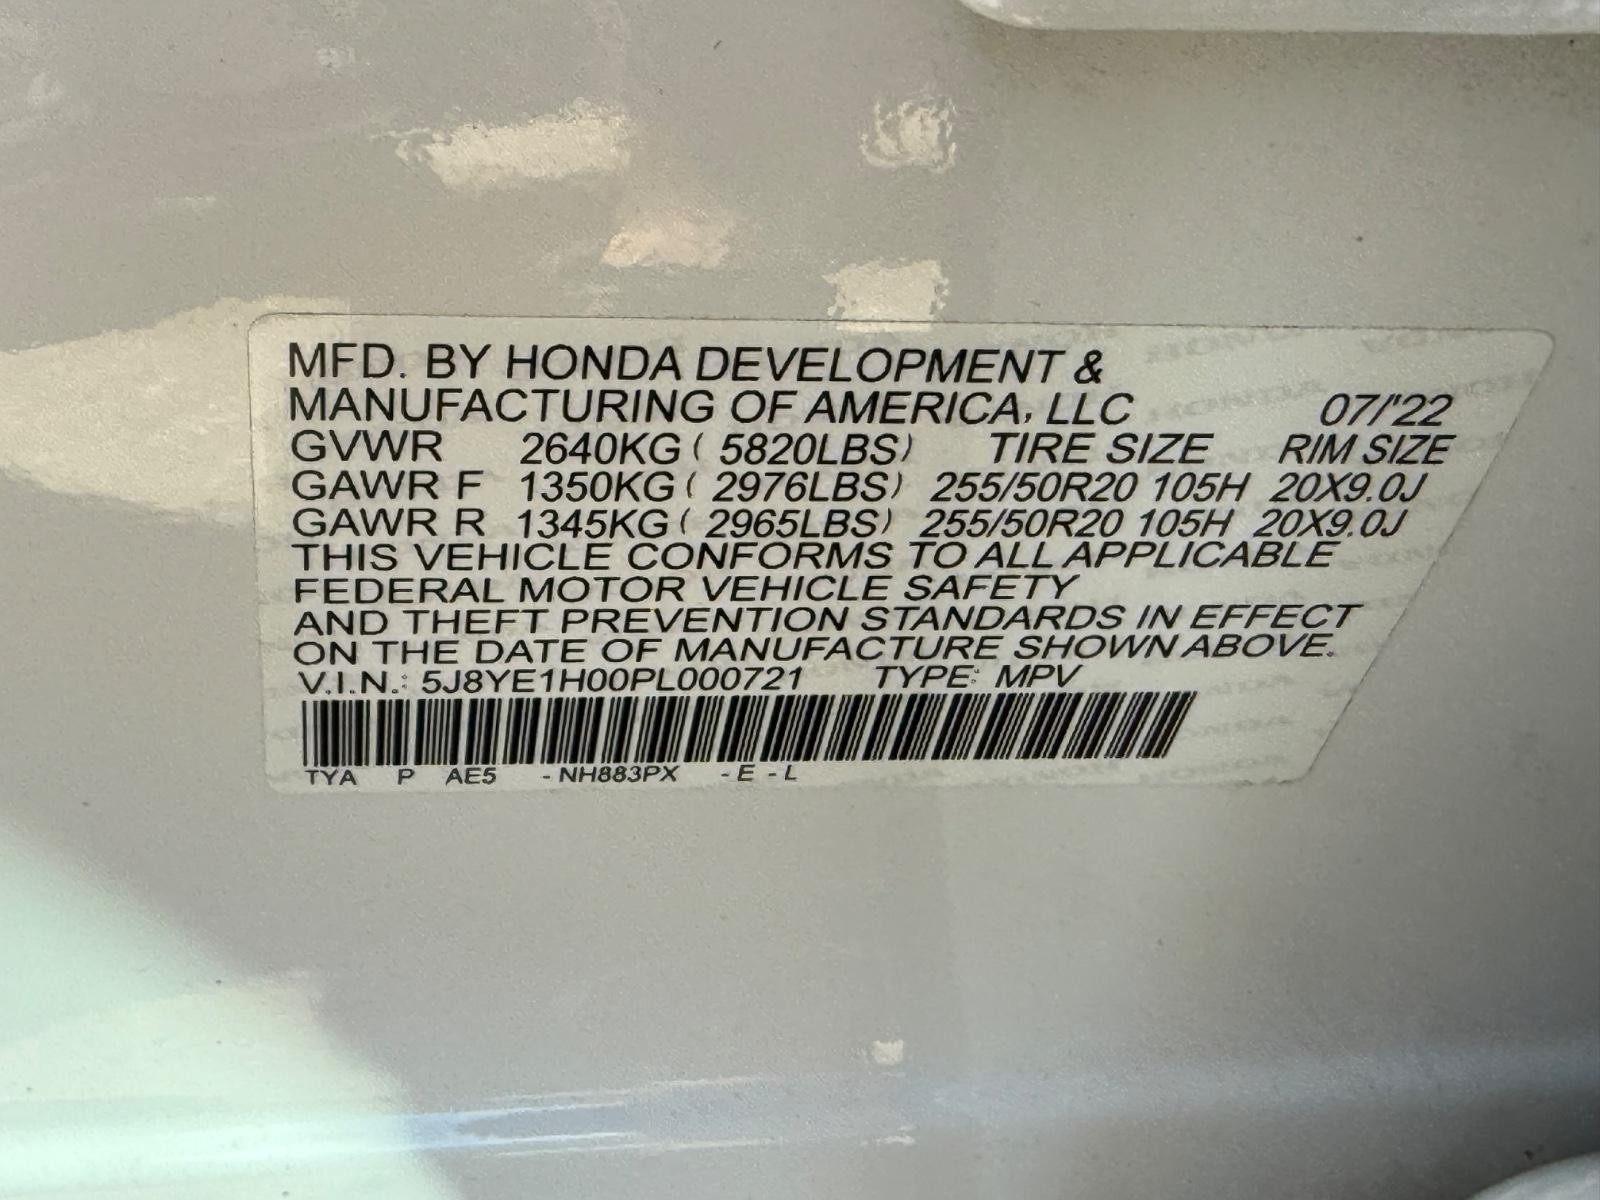 MFD. BY HONDA DEVELOPMENT &
MANUFACTURING OF AMERICA, LLC 07/'22
GVWR 2640KG ( 5820LBS) TIRE SIZE RIM SIZE
GAWR F 1350KG ( 2976LBS) 255/50R20 105H 20X9.0J
GAWR R 1345KG ( 2965LBS) 255/50R20 105H 20X9.0J
THIS VEHICLE CONFORMS TO ALL APPLICABLE
FEDERAL MOTOR VEHICLE SAFETY
AND THEFT PREVENTION STANDARDS IN EFFECT
ON THE DATE OF MANUFACTURE SHOWN ABOVE.
V.I.N.: 5J8YE1H00PL000721 TYPE: MPV
TYA P AE5 - NH883PX - E - L